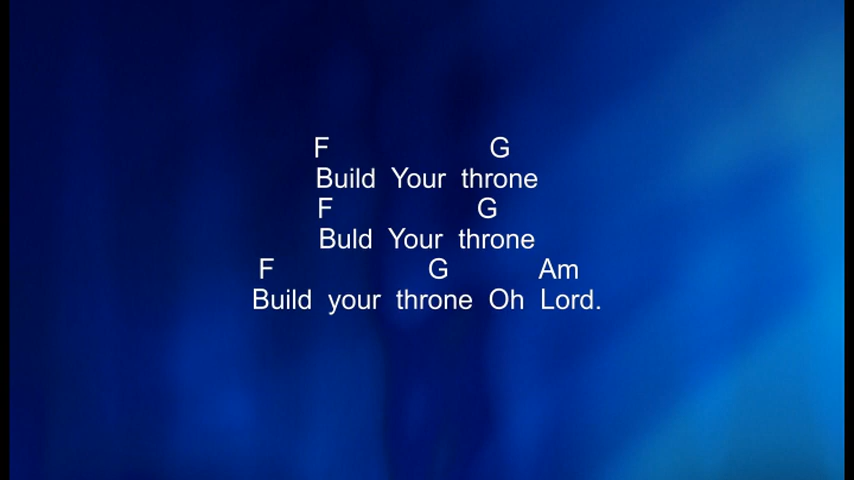 F G
Build Your throne
F G
Buld Your throne
F G Am
Build your throne Oh Lord.